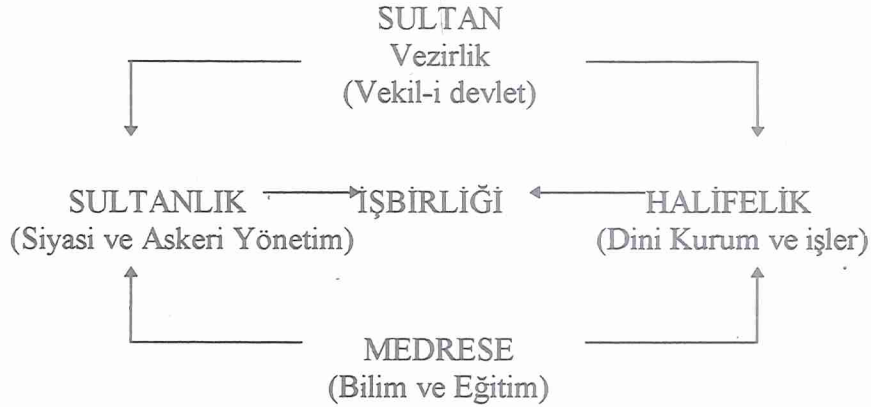 SULTAN
Vezirlik
(Vekil-i devlet)
SULTANLIK İŞBİRLİĞİ HALİFELİK
(Siyasi ve Askeri Yönetim) (Dini Kurum ve işler)
MEDRESE
(Bilim ve Eğitim)